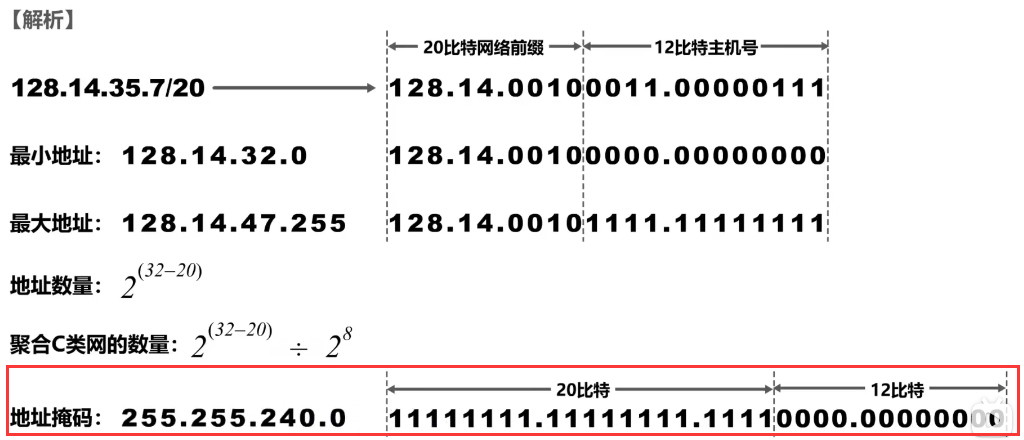 【解析】
20比特网络前缀 12比特主机号
128.14.35.7/20 128.14.00100011.00000111
最小地址： 128.14.32.0 128.14.00100000.00000000
最大地址： 128.14.47.255 128.14.00101111.11111111
地址数量： 2^(32–20)
聚合C类网的数量： 2^(32–20) ÷ 2^8
20比特 12比特
地址掩码： 255.255.240.0 11111111.11111111.11110000.00000000